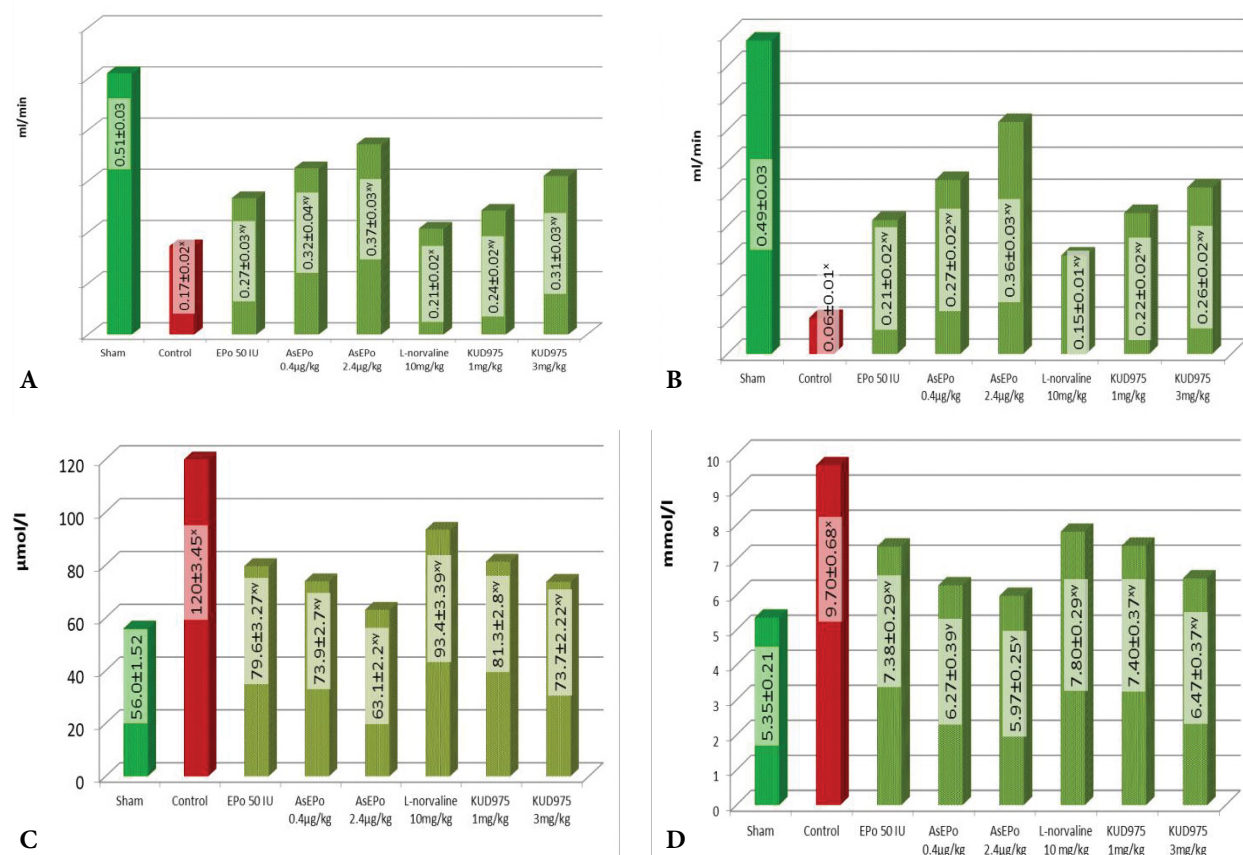 ml/min
0.51±0.03
0.17±0.02ˣ
0.27±0.03ˣʸ
0.32±0.04ˣʸ
0.37±0.03ˣʸ
0.21±0.02ˣ
0.24±0.02ˣʸ
0.31±0.03ˣʸ
Sham Control EPo 50 IU AsEPo AsEPo L-norvaline KUD975 KUD975
0.4µg/kg 2.4µg/kg 10mg/kg 1mg/kg 3mg/kg
A
ml/min
0.49±0.03
0.06±0.01ˣ
0.21±0.02ˣʸ
0.27±0.02ˣʸ
0.36±0.03ˣʸ
0.15±0.01ˣʸ
0.22±0.02ˣʸ
0.26±0.02ˣʸ
Sham Control EPo 50 IU AsEPo AsEPo L-norvaline KUD975 KUD975
0.4µg/kg 2.4µg/kg 10mg/kg 1mg/kg 3mg/kg
B
µmol/l
120
100
80
60
40
20
0
56.0±1.52
120±3.45ˣ
79.6±3.27ˣʸ
73.9±2.7ˣʸ
63.1±2.2ˣʸ
93.4±3.39ˣʸ
81.3±2.8ˣʸ
73.7±2.22ˣʸ
Sham Control EPo 50 IU AsEPo AsEPo L-norvaline KUD975 KUD975
0.4µg/kg 2.4µg/kg 10mg/kg 1mg/kg 3mg/kg
C
mmol/l
10
9
8
7
6
5
4
3
2
1
0
5.35±0.21
9.70±0.68ˣ
7.38±0.29ˣʸ
6.27±0.39ʸ
5.97±0.25ʸ
7.80±0.29ˣʸ
7.40±0.37ˣʸ
6.47±0.37ˣʸ
Sham Control EPo 50 IU AsEPo AsEPo L-norvaline KUD975 KUD975
0.4µg/kg 2.4µg/kg 10 mg/kg 1mg/kg 3mg/kg
D